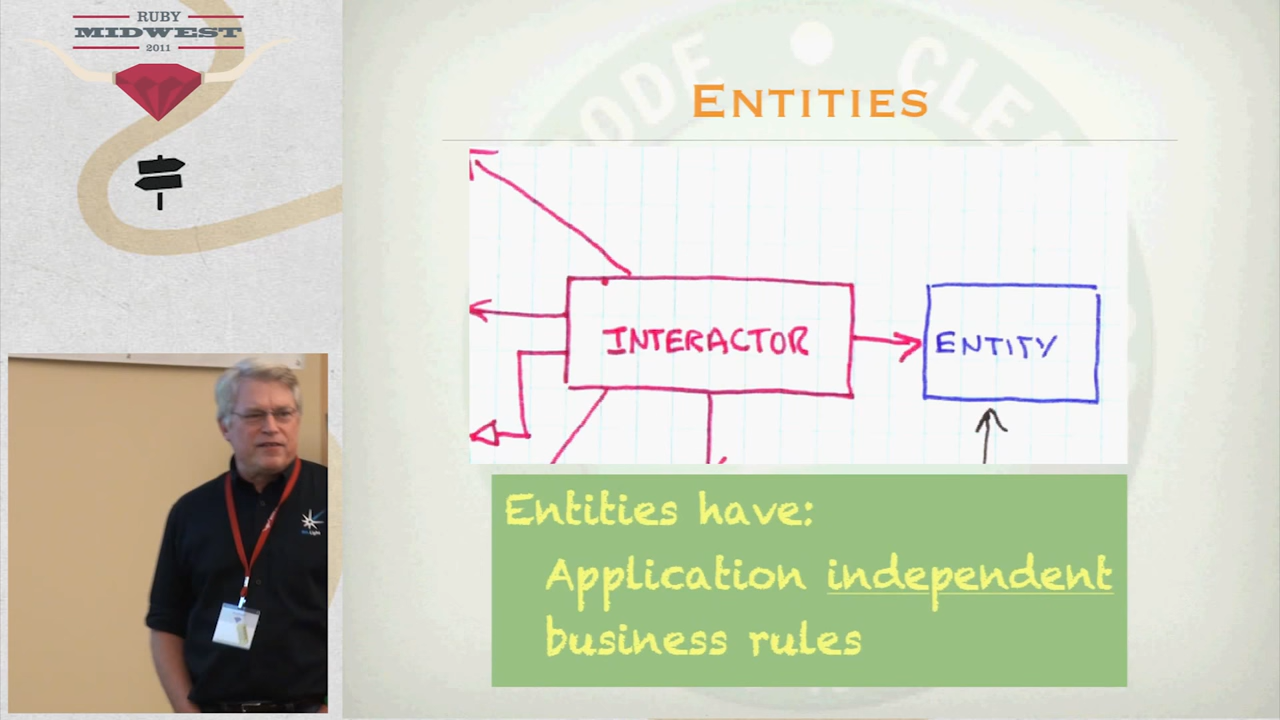 RUBY
MIDWEST
2011
ENTITIES
INTERACTOR
ENTITY
Entities have:
Application independent
business rules